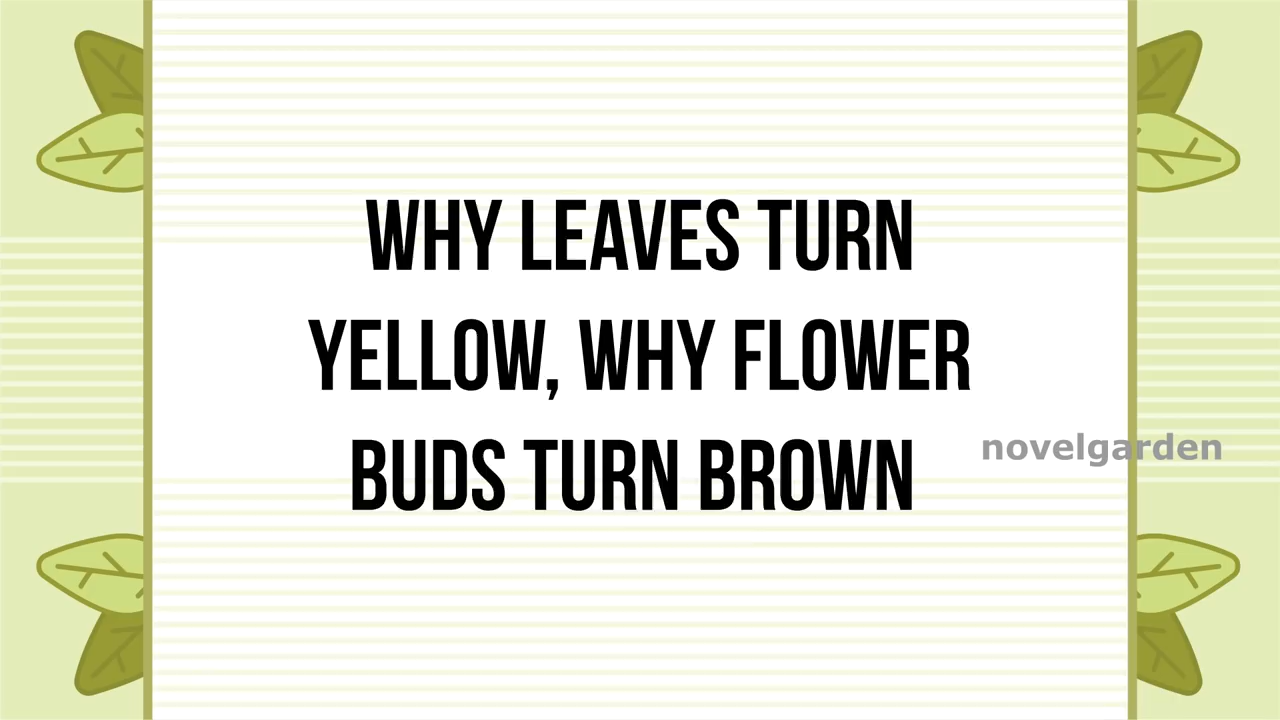 WHY LEAVES TURN
YELLOW, WHY FLOWER
BUDS TURN BROWN
novelgarden